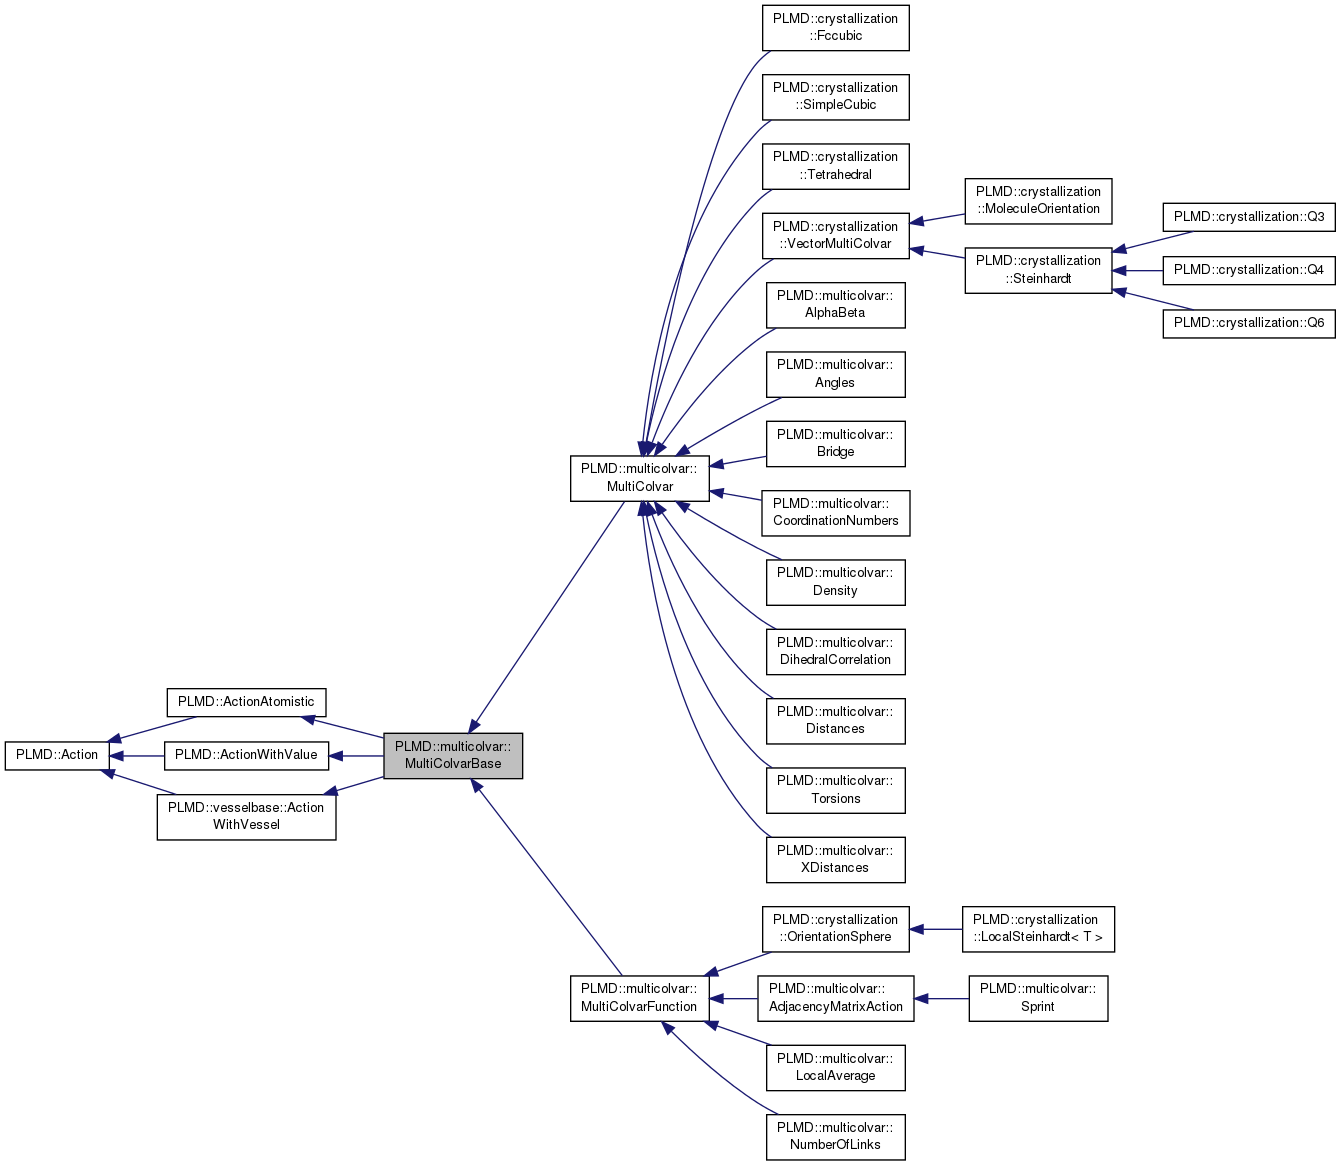 PLMD::crystallization
::Fccubic
PLMD::crystallization
::SimpleCubic
PLMD::crystallization
::Tetrahedral
PLMD::crystallization
::VectorMultiColvar
PLMD::crystallization
::MoleculeOrientation
PLMD::crystallization
::Steinhardt
PLMD::crystallization::Q3
PLMD::crystallization::Q4
PLMD::crystallization::Q6
PLMD::multicolvar::
AlphaBeta
PLMD::multicolvar::
Angles
PLMD::multicolvar::
Bridge
PLMD::multicolvar::
MultiColvar
PLMD::multicolvar::
CoordinationNumbers
PLMD::multicolvar::
Density
PLMD::multicolvar::
DihedralCorrelation
PLMD::multicolvar::
Distances
PLMD::multicolvar::
Torsions
PLMD::multicolvar::
XDistances
PLMD::ActionAtomistic
PLMD::Action
PLMD::ActionWithValue
PLMD::vesselbase::Action
WithVessel
PLMD::multicolvar::
MultiColvarBase
PLMD::crystallization
::OrientationSphere
PLMD::crystallization
::LocalSteinhardt< T >
PLMD::multicolvar::
MultiColvarFunction
PLMD::multicolvar::
AdjacencyMatrixAction
PLMD::multicolvar::
Sprint
PLMD::multicolvar::
LocalAverage
PLMD::multicolvar::
NumberOfLinks